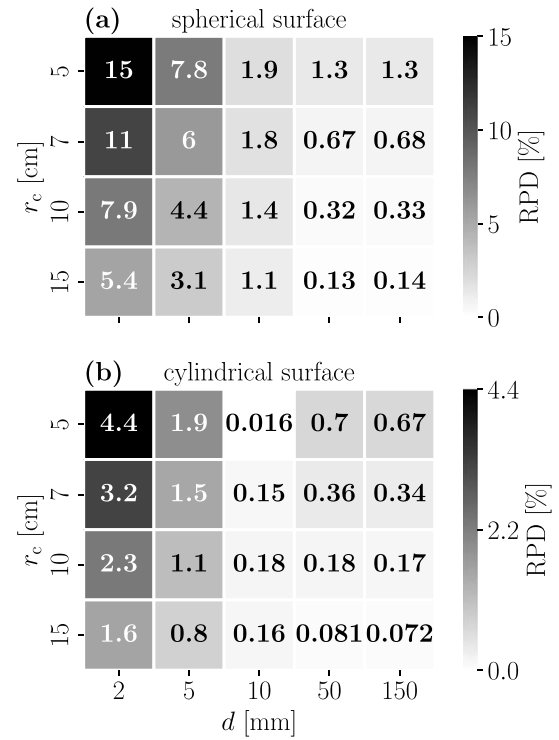 (a) spherical surface
15 7.8 1.9 1.3 1.3
11 6 1.8 0.67 0.68
7.9 4.4 1.4 0.32 0.33
5.4 3.1 1.1 0.13 0.14
5 7 10 15
r_c [cm]
15
10
5
0
RPD [%]
(b) cylindrical surface
4.4 1.9 0.016 0.7 0.67
3.2 1.5 0.15 0.36 0.34
2.3 1.1 0.18 0.18 0.17
1.6 0.8 0.16 0.081 0.072
5 7 10 15
r_c [cm]
2 5 10 50 150
d [mm]
4.4
2.2
0.0
RPD [%]